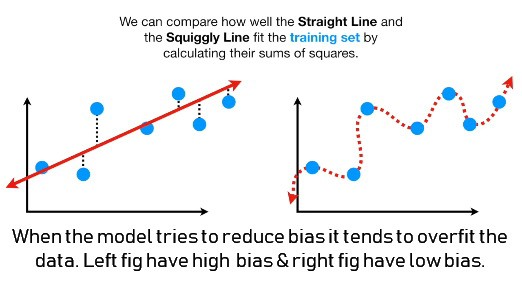 We can compare how well the Straight Line and
the Squiggly Line fit the training set by
calculating their sums of squares.
When the model tries to reduce bias it tends to overfit the
data. Left fig have high bias & right fig have low bias.